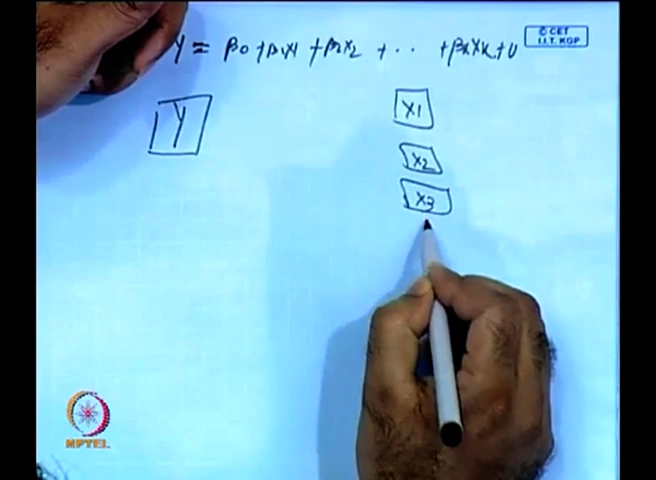 Y = β0 + β1X1 + β2X2 + .. + βkXk + U
© CET
I.I.T. KGP
Y
X1
X2
X3
NPTEL